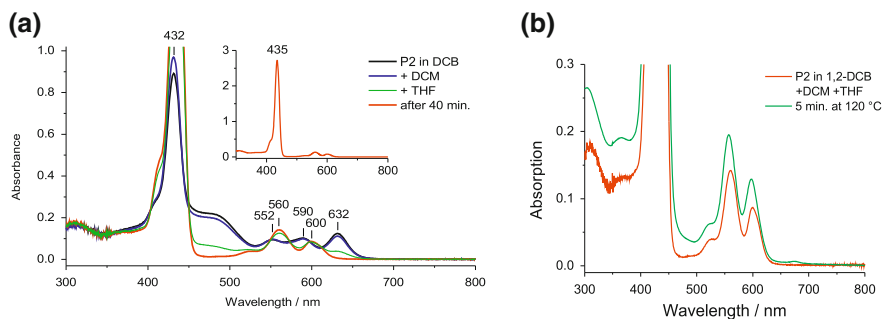 (a)
432
1.0
0.8
0.6
0.4
0.2
0.0
Absorbance
300
400
500
600
700
800
Wavelength / nm
552
560
590
600
632
435
3
2
1
0
400
600
800
P2 in DCB
+ DCM
+ THF
after 40 min.
(b)
0.3
0.2
0.1
0.0
Absorption
300
400
500
600
700
800
Wavelength / nm
P2 in 1,2-DCB
+DCM +THF
5 min. at 120 °C